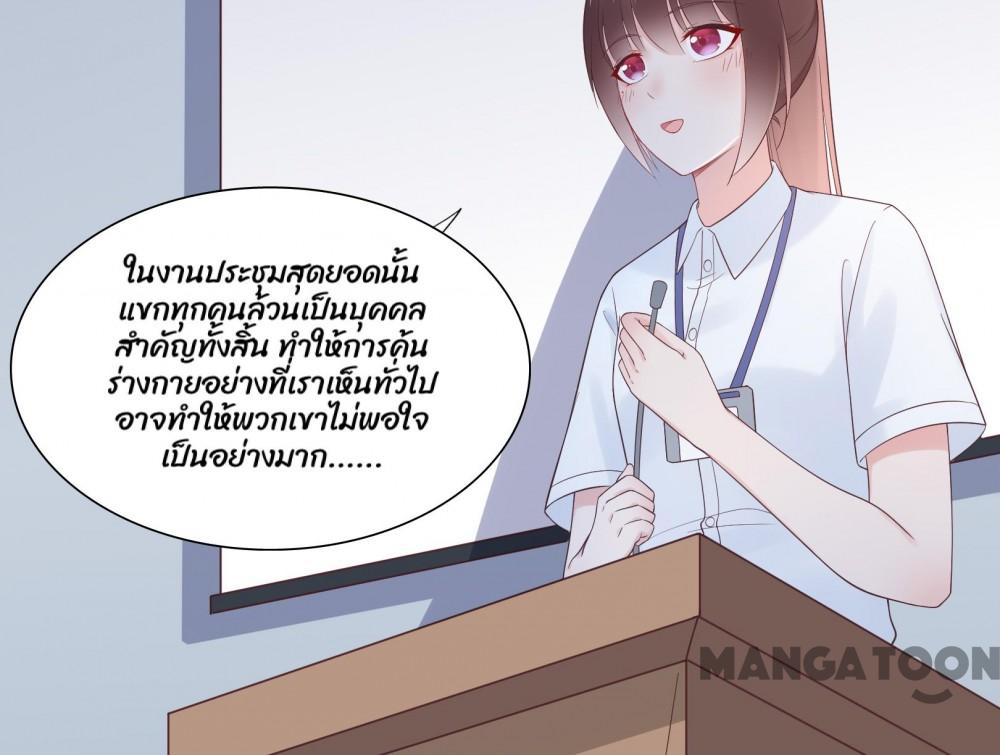 ในงานประชุมสุดยอดนั้น
แขกทุกคนล้วนเป็นบุคคล
สำคัญทั้งสิ้น ทำให้การค้น
ร่างกายอย่างที่เราเห็นทั่วไป
อาจทำให้พวกเขาไม่พอใจ
เป็นอย่างมาก......
MANGATOON